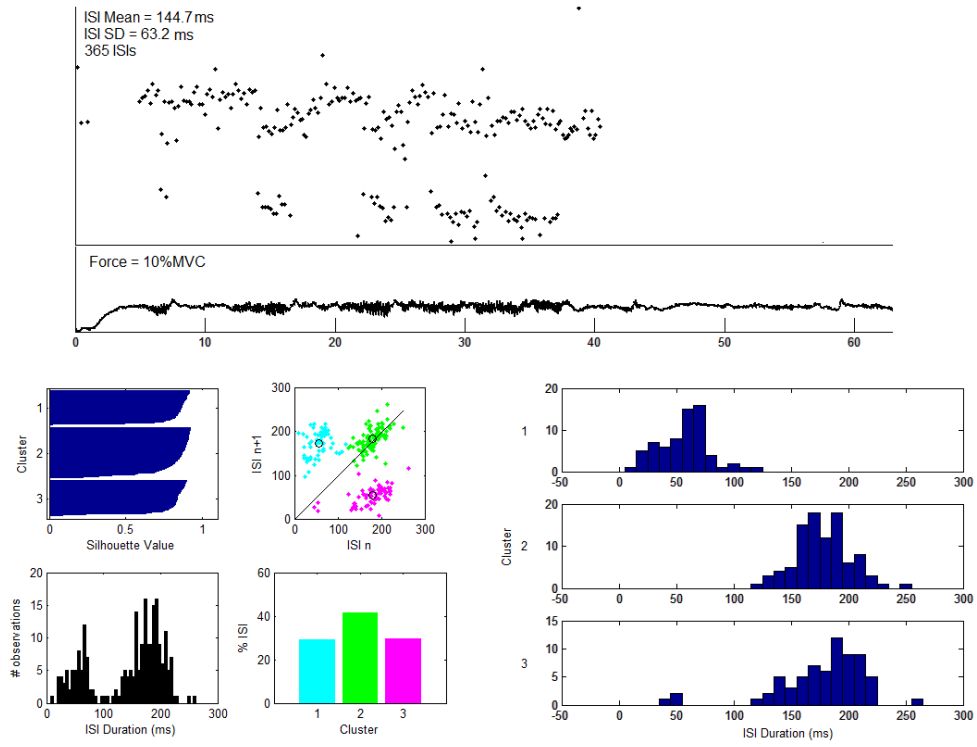 ISI Mean = 144.7 ms
ISI SD = 63.2 ms
365 ISIs
Force = 10%MVC
0 10 20 30 40 50 60
Cluster
1
2
3
0 0.5 1
Silhouette Value
ISI n+1
300
200
100
0
0 100 200 300
ISI n
# observations
20
15
10
5
0
0 100 200 300
ISI Duration (ms)
% ISI
60
40
20
0
1 2 3
Cluster
Cluster
1
20
10
0
-50 0 50 100 150 200 250 300
2
20
10
0
-50 0 50 100 150 200 250 300
3
15
10
5
0
-50 0 50 100 150 200 250 300
ISI Duration (ms)